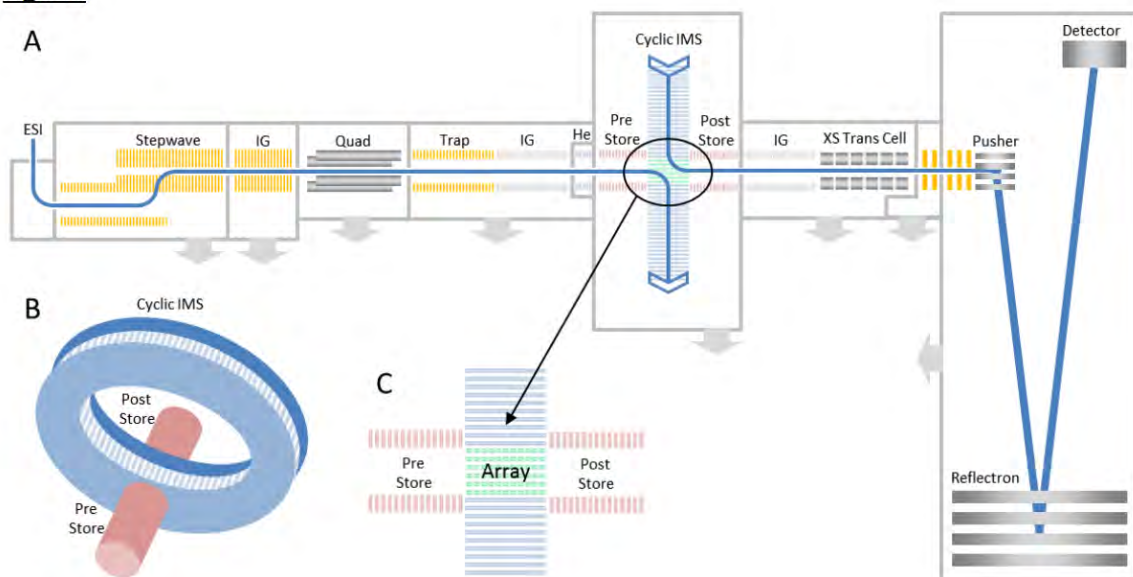 A
Cyclic IMS
Detector
ESI
Stepwave
IG
Quad
Trap
IG
He
Pre
Store
Post
Store
IG
XS Trans Cell
Pusher
B
Cyclic IMS
Post
Store
Pre
Store
C
Pre
Store
Array
Post
Store
Reflectron